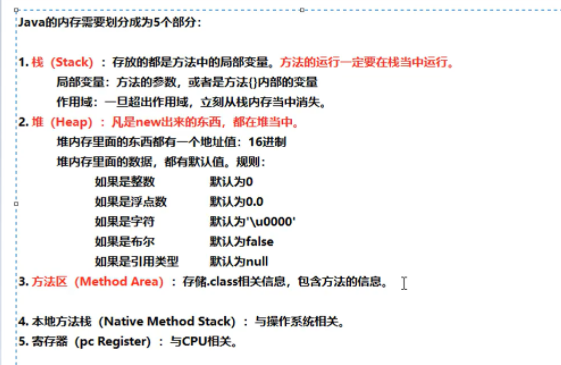 Java的内存需要划分成为5个部分：
1. 栈（Stack）：存放的都是方法中的局部变量。方法的运行一定要在栈当中运行。
局部变量：方法的参数，或者是方法{}内部的变量
作用域：一旦超出作用域，立刻从栈内存当中消失。
2. 堆（Heap）：凡是new出来的东西，都在堆当中。
堆内存里面的东西都有一个地址值：16进制
堆内存里面的数据，都有默认值。规则：
如果是整数 默认为0
如果是浮点数 默认为0.0
如果是字符 默认为'\u0000'
如果是布尔 默认为false
如果是引用类型 默认为null
3. 方法区（Method Area）：存储.class相关信息，包含方法的信息。
4. 本地方法栈（Native Method Stack）：与操作系统相关。
5. 寄存器（pc Register）：与CPU相关。